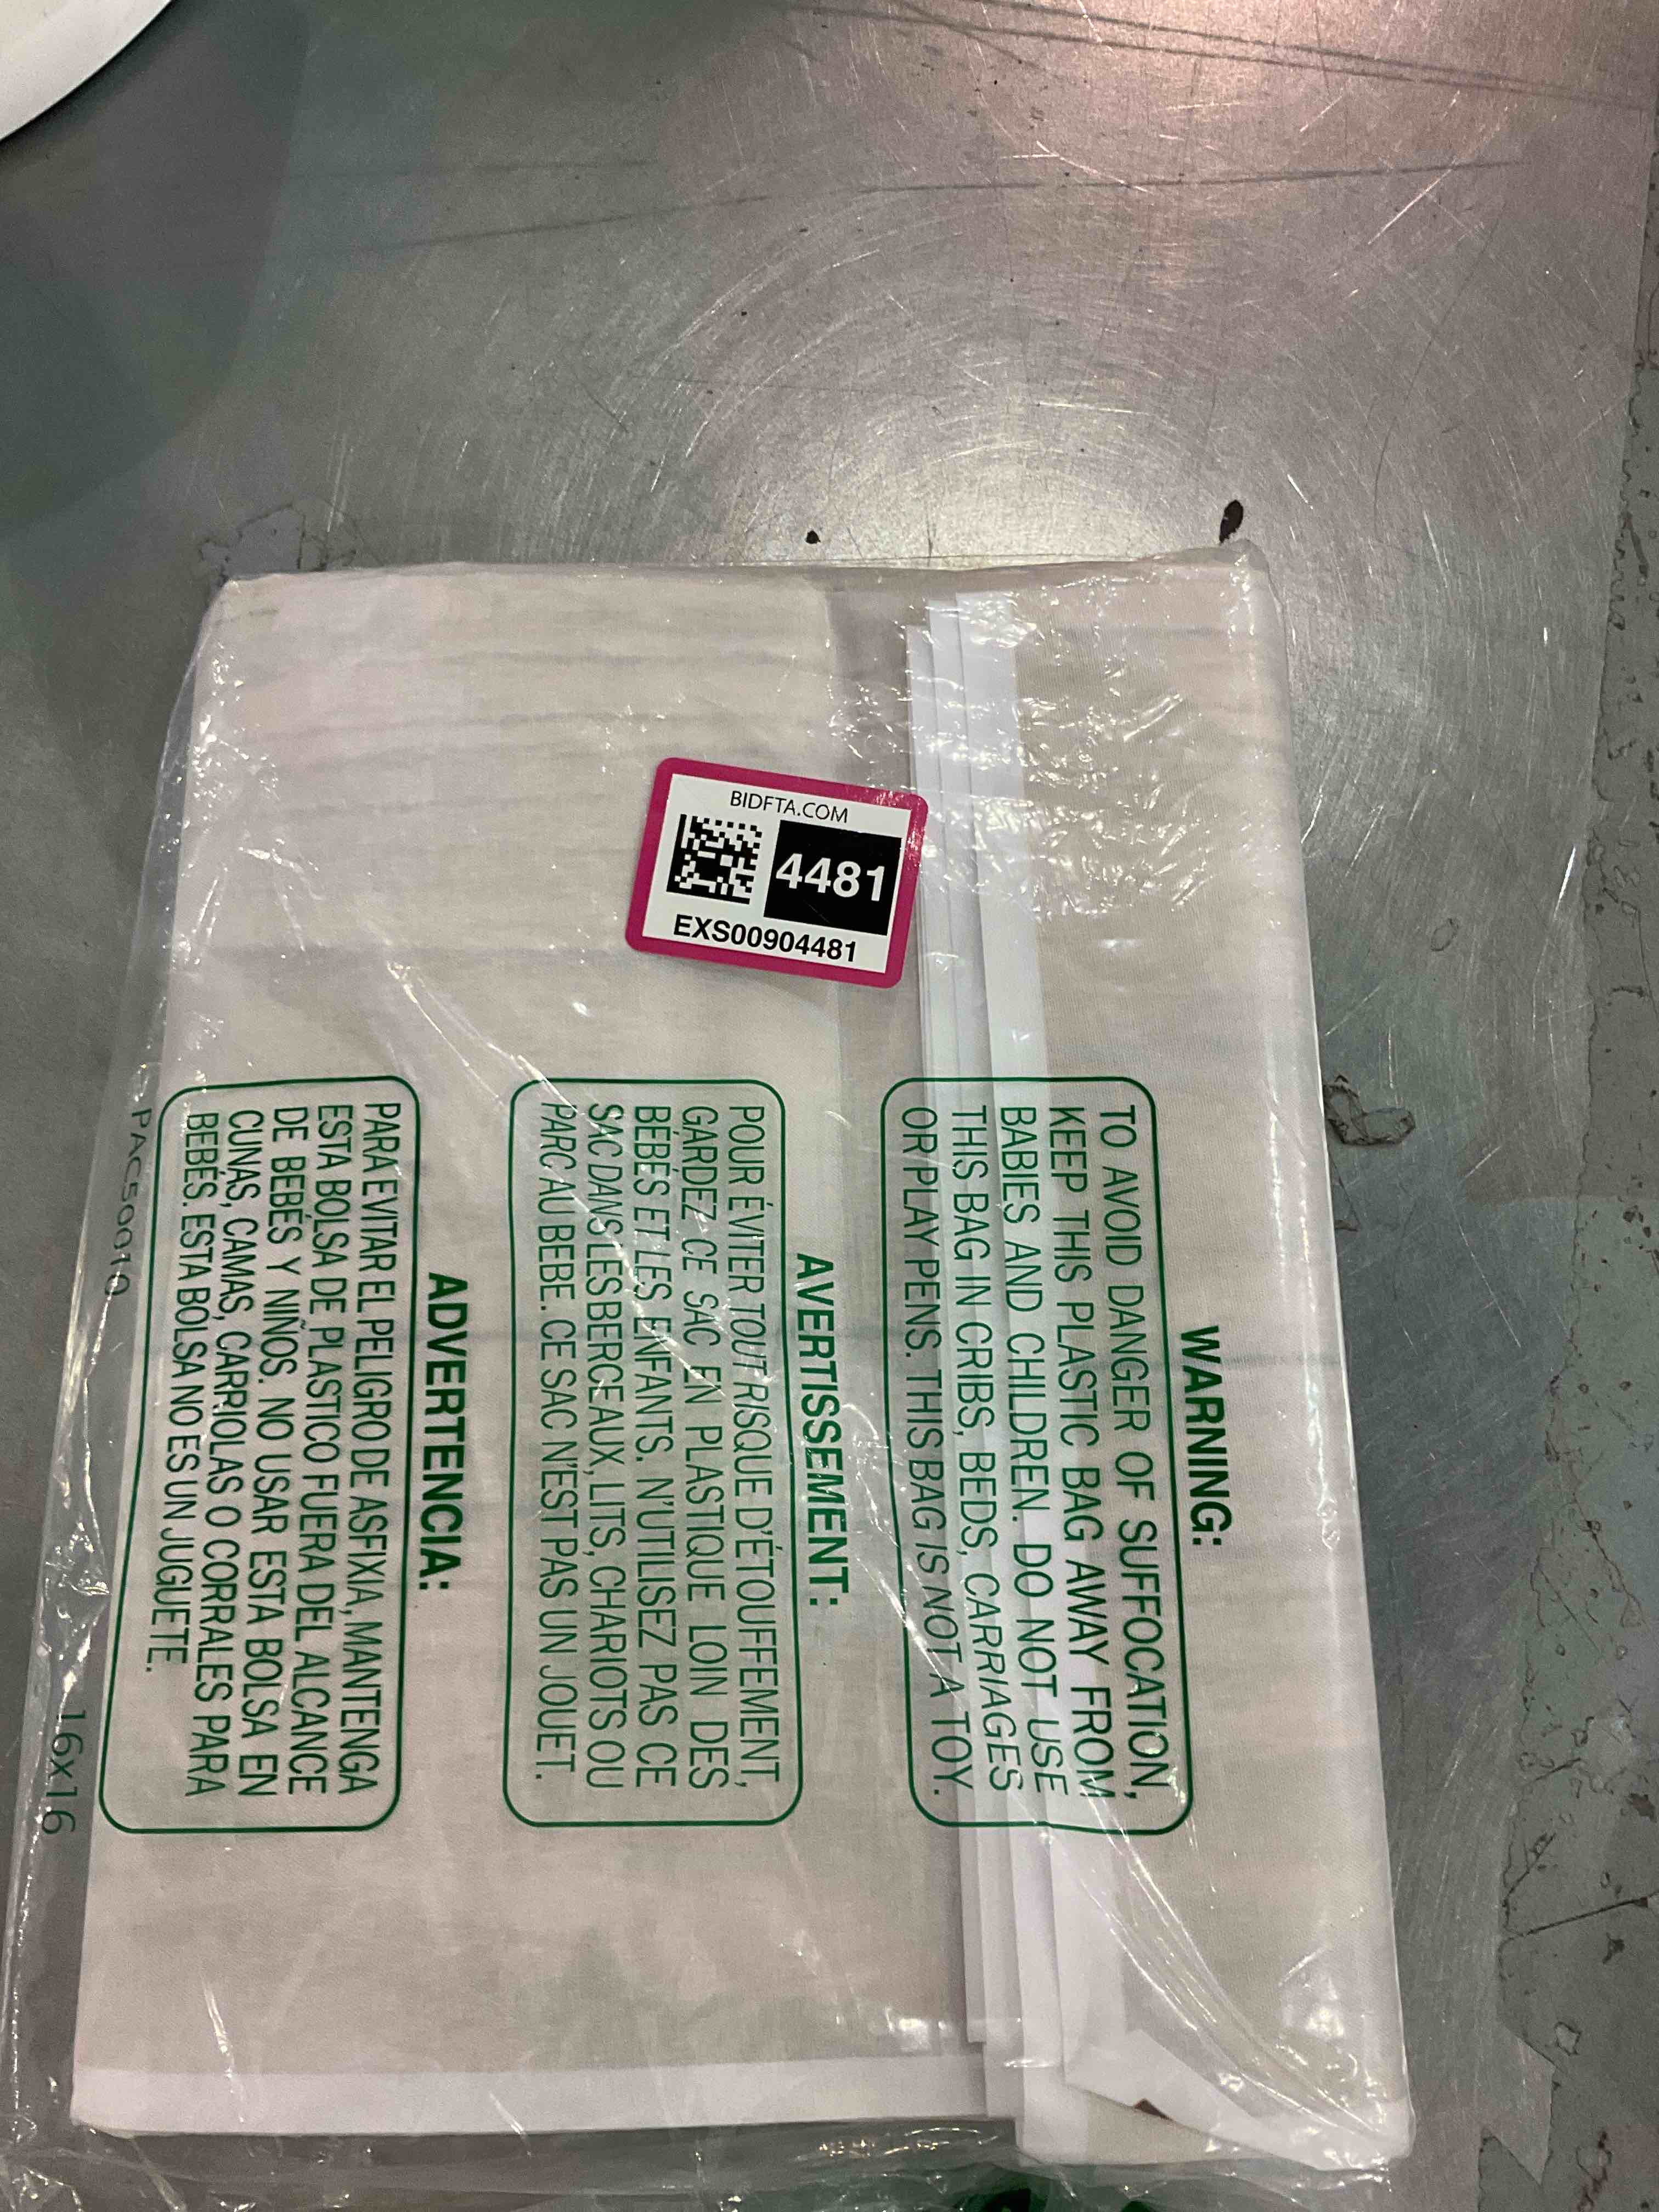 BIDFTA.COM
4481
EXS00904481
WARNING:
TO AVOID DANGER OF SUFFOCATION,
KEEP THIS PLASTIC BAG AWAY FROM
BABIES AND CHILDREN. DO NOT USE
THIS BAG IN CRIBS, BEDS, CARRIAGES
OR PLAY PENS. THIS BAG IS NOT A TOY.
AVERTISSEMENT:
POUR ÉVITER TOUT RISQUE D'ÉTOUFFEMENT,
GARDEZ CE SAC EN PLASTIQUE LOIN DES
BÉBÉS ET LES ENFANTS. N'UTILISEZ PAS CE
SAC DANS LES BERCEAUX, LITS, CHARIOTS OU
PARC AU BEBE. CE SAC N'EST PAS UN JOUET.
ADVERTENCIA:
PARA EVITAR EL PELIGRO DE ASFIXIA, MANTENGA
ESTA BOLSA DE PLASTICO FUERA DEL ALCANCE
DE BEBÉS Y NIÑOS. NO USAR ESTA BOLSA EN
CUNAS, CAMAS, CARRIOLAS O CORRALES PARA
BEBÉS. ESTA BOLSA NO ES UN JUGUETE.
PAC50010 16x16